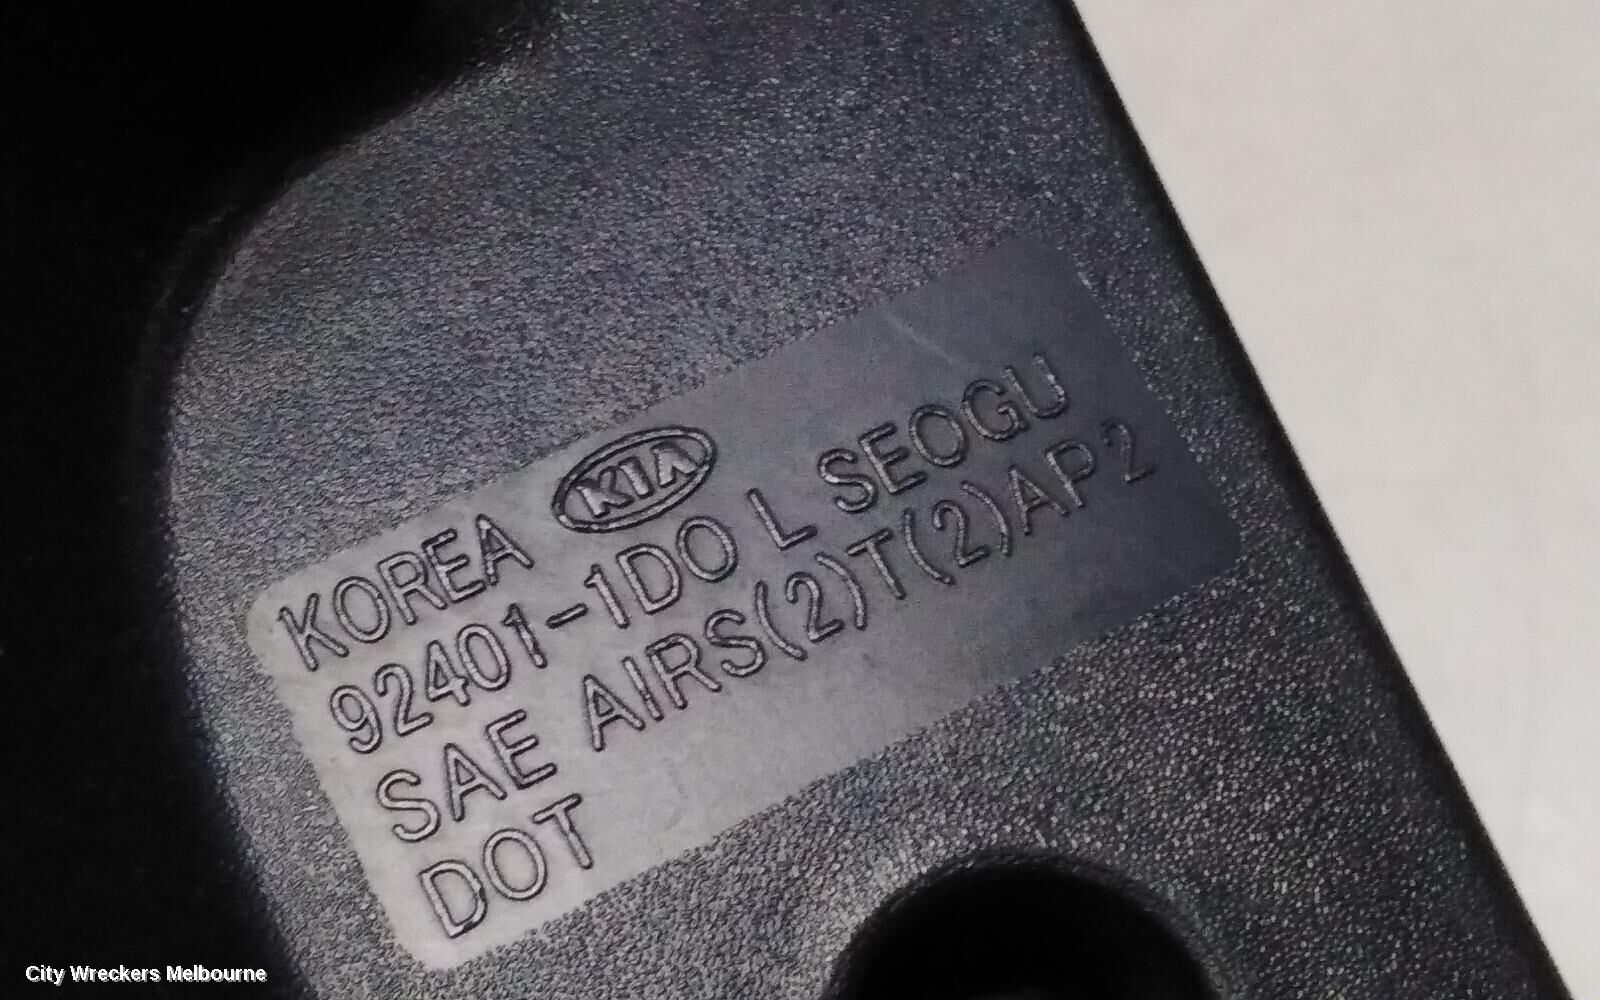 KOREA KIA
92401-1D0 L SEOGU
SAE AIRS(2)T(2)AP2
DOT
City Wreckers Melbourne